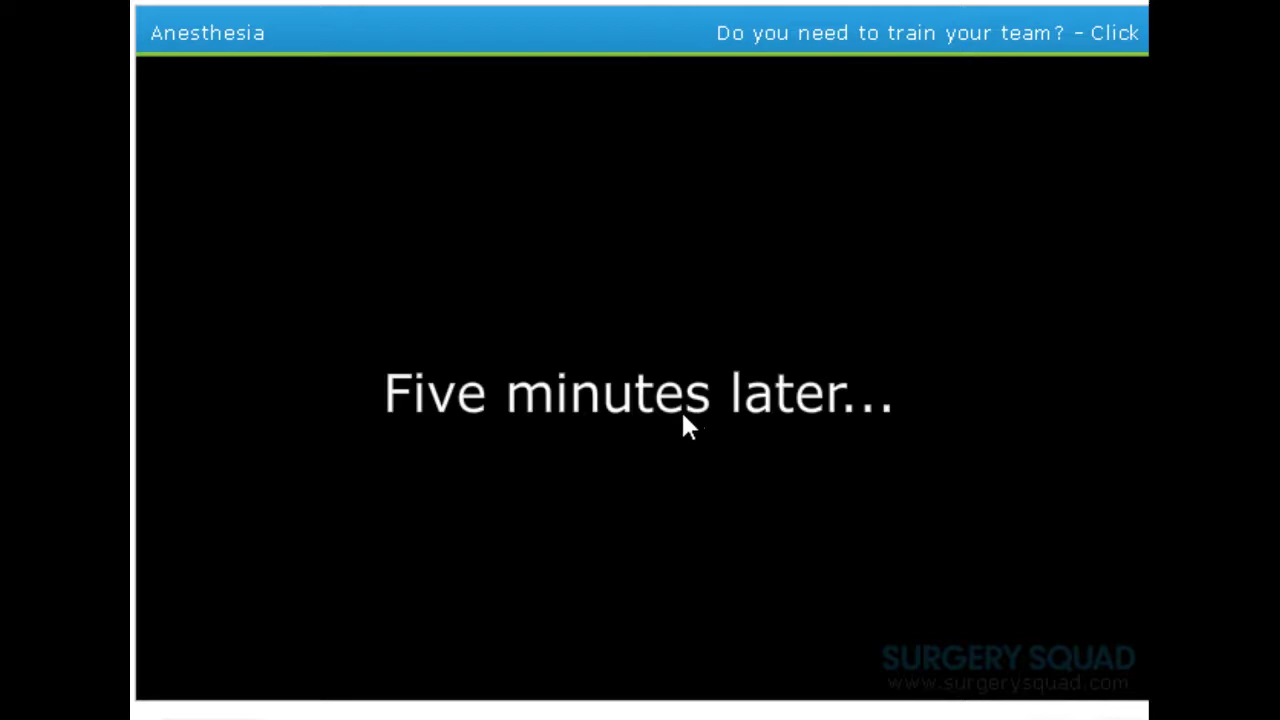 Anesthesia
Do you need to train your team? - Click
Five minutes later...
SURGERY SQUAD
www.surgerysquad.com